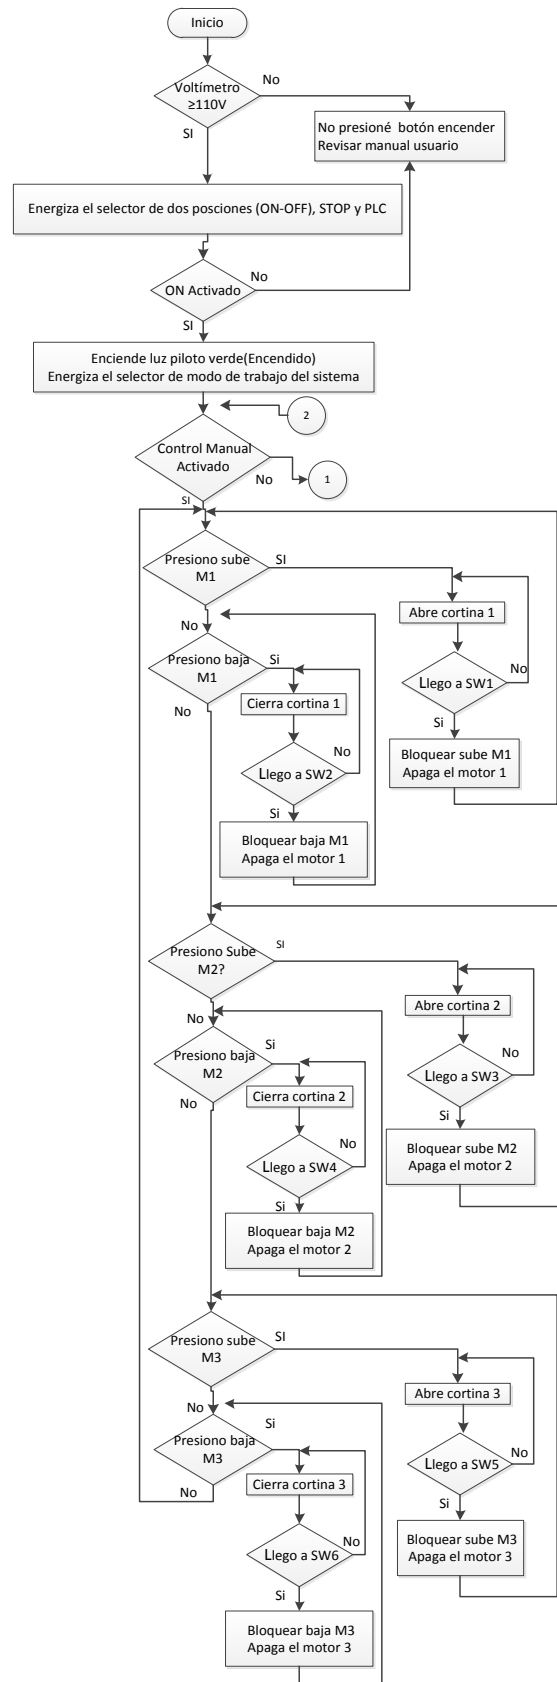 Inicio
Voltímetro
≥110V
No
SI
No presioné botón encender
Revisar manual usuario
Energiza el selector de dos posciones (ON-OFF), STOP y PLC
ON Activado
No
SI
Enciende luz piloto verde(Encendido)
Energiza el selector de modo de trabajo del sistema
2
Control Manual
Activado
No
1
SI
Presiono sube
M1
SI
No
Abre cortina 1
Llego a SW1
No
Si
Bloquear sube M1
Apaga el motor 1
Presiono baja
M1
Si
No
Cierra cortina 1
Llego a SW2
No
Si
Bloquear baja M1
Apaga el motor 1
Presiono Sube
M2?
SI
No
Abre cortina 2
Llego a SW3
No
Si
Bloquear sube M2
Apaga el motor 2
Presiono baja
M2
Si
No
Cierra cortina 2
Llego a SW4
No
Si
Bloquear baja M2
Apaga el motor 2
Presiono sube
M3
SI
No
Abre cortina 3
Llego a SW5
No
Si
Bloquear sube M3
Apaga el motor 3
Presiono baja
M3
Si
No
Cierra cortina 3
Llego a SW6
No
Si
Bloquear baja M3
Apaga el motor 3